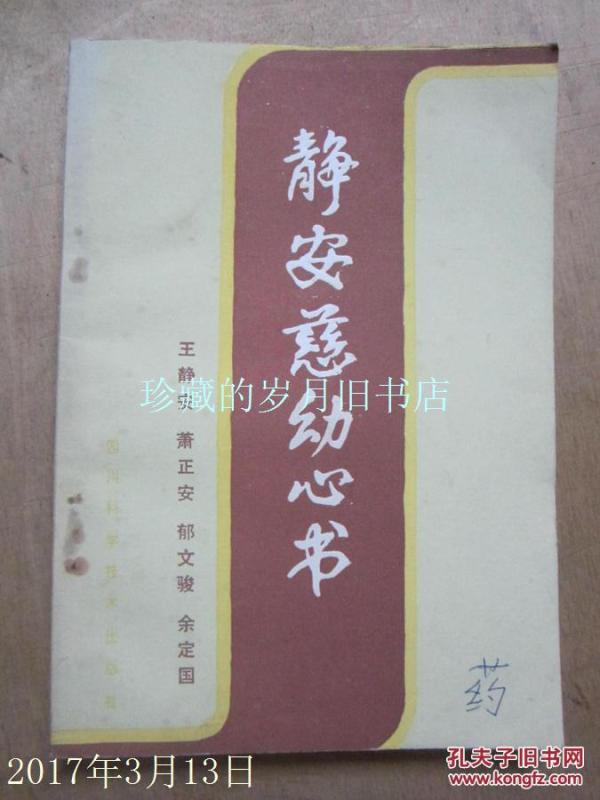 静安慈幼心书
王静安 萧正安 郁文骏 余定国
四川科学技术出版社
药
珍藏的岁月旧书店
2017年3月13日
孔夫子旧书网
www.kongfz.com